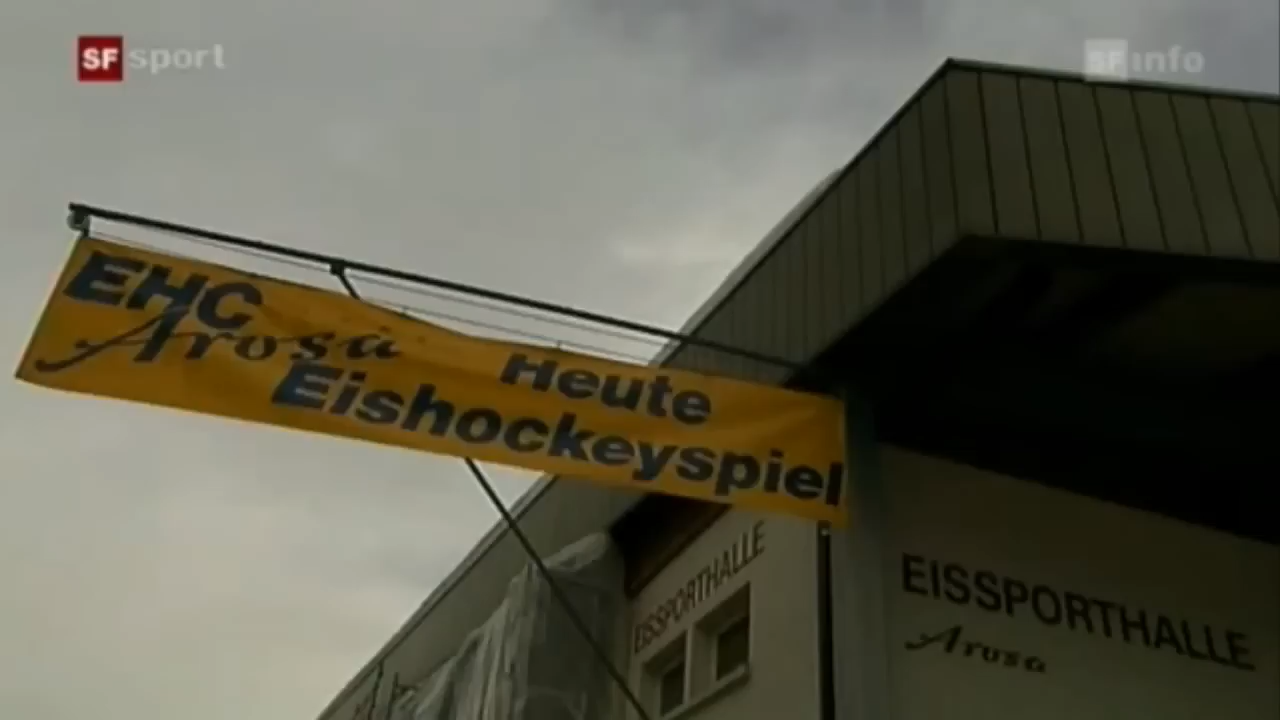 SF sport
SF info
EHC
Arosa
Heute
Eishockeyspiel
EISSPORTHALLE
EISSPORTHALLE
Arosa